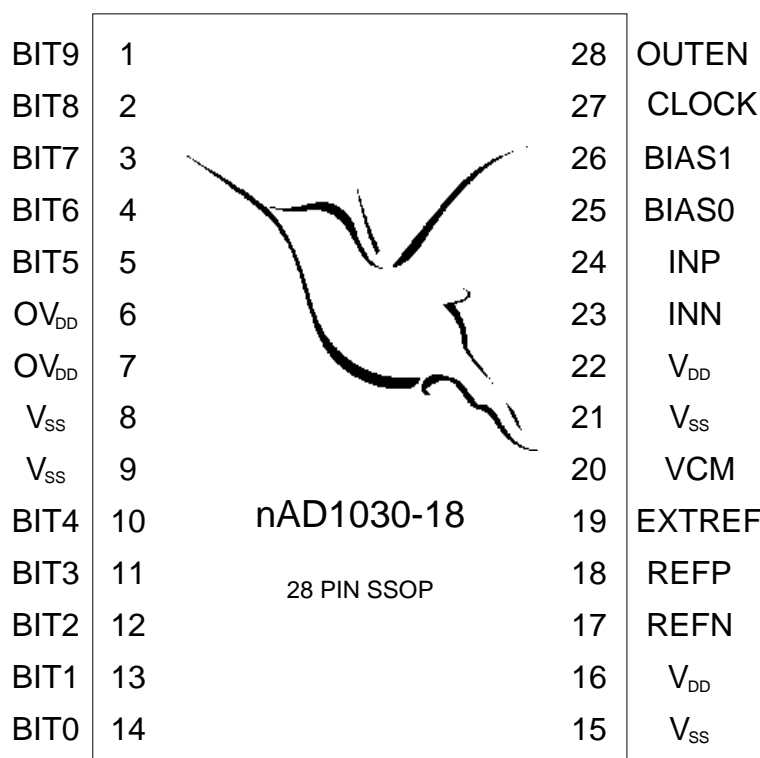 BIT9 1 28 OUTEN
BIT8 2 27 CLOCK
BIT7 3 26 BIAS1
BIT6 4 25 BIAS0
BIT5 5 24 INP
OVDD 6 23 INN
OVDD 7 22 VDD
VSS 8 21 VSS
VSS 9 20 VCM
BIT4 10 nAD1030-18 19 EXTREF
BIT3 11 18 REFP
28 PIN SSOP
BIT2 12 17 REFN
BIT1 13 16 VDD
BIT0 14 15 VSS